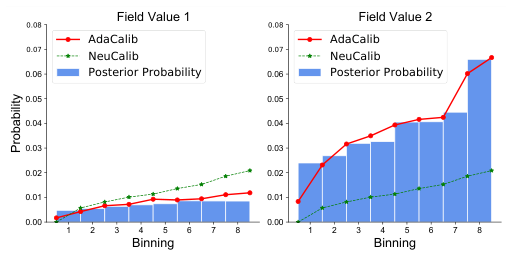 Field Value 1
0.08
0.07
0.06
0.05
0.04
0.03
0.02
0.01
0.00
Probability
AdaCalib
NeuCalib
Posterior Probability
1 2 3 4 5 6 7 8
Binning
Field Value 2
0.08
0.07
0.06
0.05
0.04
0.03
0.02
0.01
0.00
AdaCalib
NeuCalib
Posterior Probability
1 2 3 4 5 6 7 8
Binning